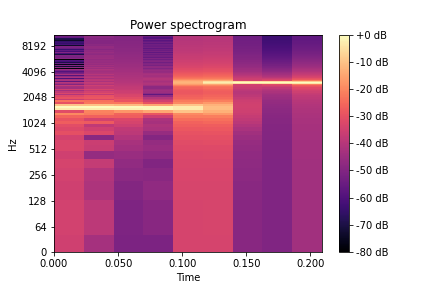 Power spectrogram
8192
4096
2048
1024
512
256
128
64
0
Hz
0.000
0.050
0.100
0.150
0.200
Time
+0 dB
-10 dB
-20 dB
-30 dB
-40 dB
-50 dB
-60 dB
-70 dB
-80 dB